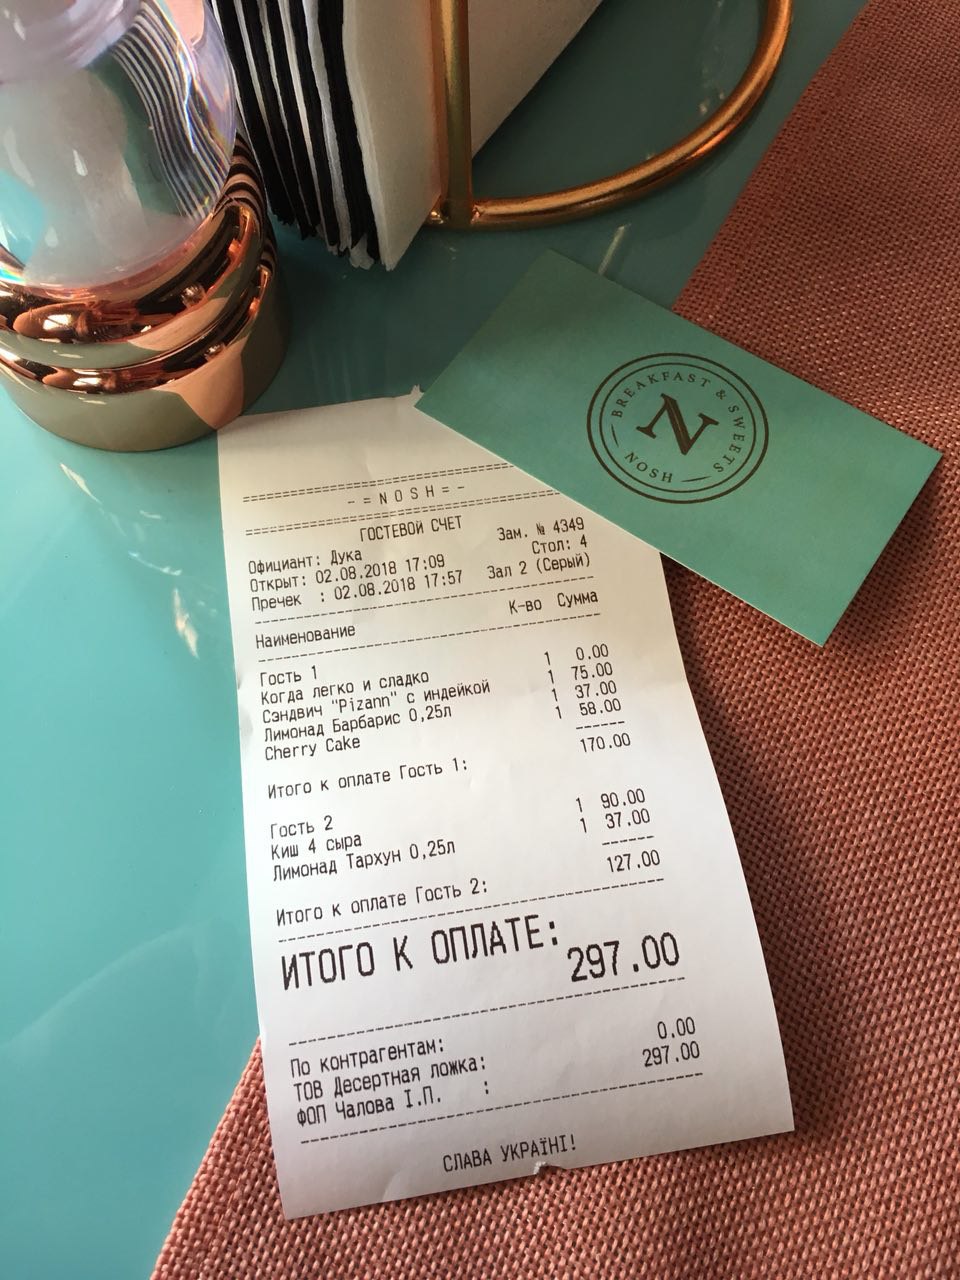 BREAKFAST & SWEETS
N
NOSH
-=NOSH=-
ГОСТЕВОЙ СЧЕТ
Официант: Дука Зам. № 4349
Открыт: 02.08.2018 17:09 Стол: 4
Пречек : 02.08.2018 17:57 Зал 2 (Серый)
Наименование К-во Сумма
Гость 1
Когда легко и сладко 1 0.00
Сэндвич "Pizann" с индейкой 1 75.00
Лимонад Барбарис 0,25л 1 37.00
Cherry Cake 1 58.00
Итого к оплате Гость 1: 170.00
Гость 2
Киш 4 сыра 1 90.00
Лимонад Тархун 0,25л 1 37.00
Итого к оплате Гость 2: 127.00
ИТОГО К ОПЛАТЕ:
297.00
По контрагентам:
ТОВ Десертная ложка: 0.00
ФОП Чалова І.П. : 297.00
СЛАВА УКРАЇНІ!